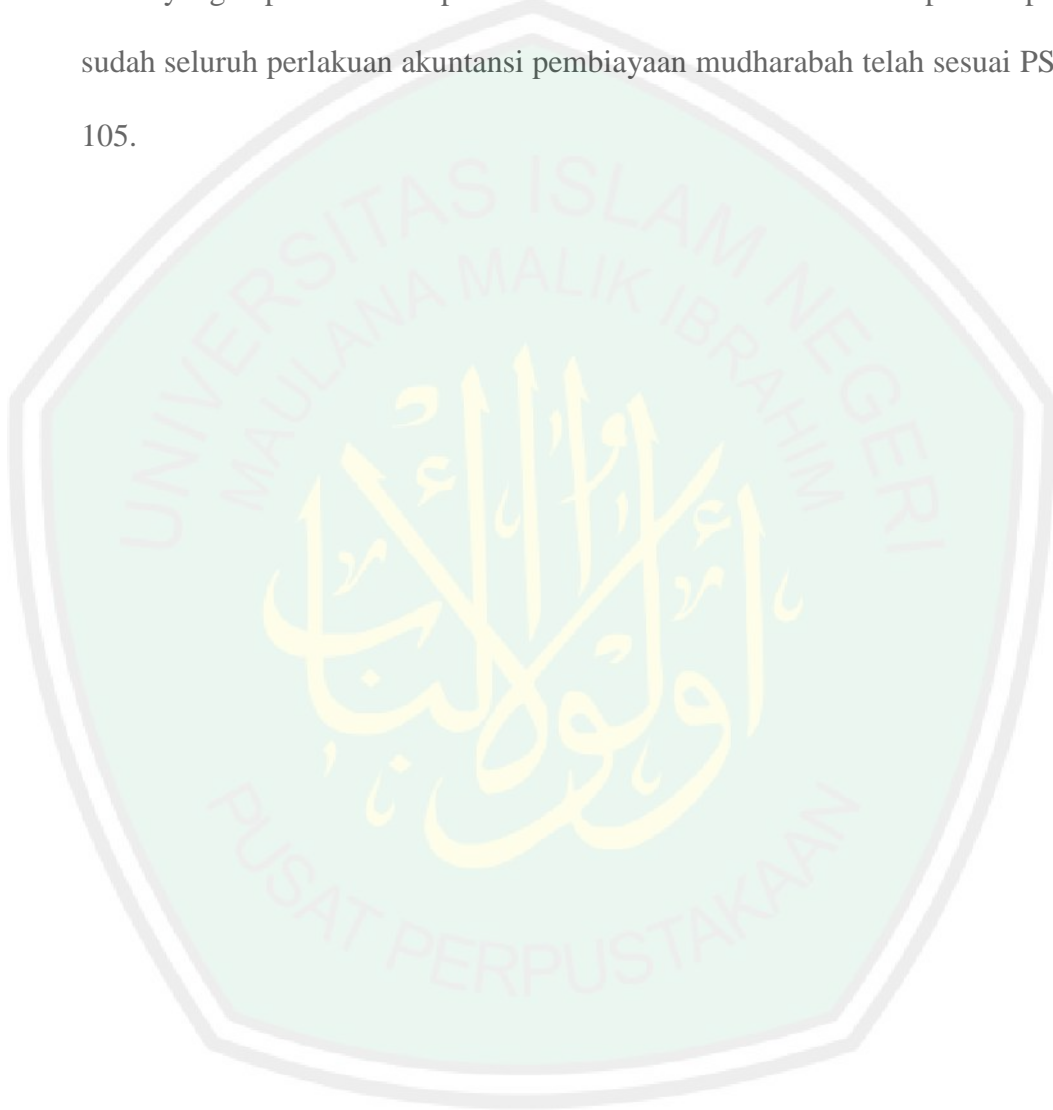 sudah seluruh perlakuan akuntansi pembiayaan mudharabah telah sesuai PS
105.
UNIVERSITAS ISLAM NEGERI
MAULANA MALIK IBRAHIM
أولوا الألباب
PUSAT PERPUSTAKAAN